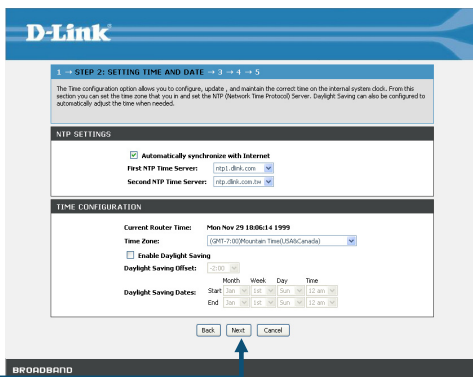 D-Link
1 → STEP 2: SETTING TIME AND DATE → 3 → 4 → 5
The Time configuration option allows you to configure, update , and maintain the correct time on the internal system clock. From this
section you can set the time zone that you in and set the NTP (Network Time Protocol) Server. Daylight Saving can also be configured to
automatically adjust the time when needed.
NTP SETTINGS
Automatically synchronize with Internet
First NTP Time Server: ntp1.dlink.com
Second NTP Time Server: ntp.dlink.com.tw
TIME CONFIGURATION
Current Router Time: Mon Nov 29 18:06:14 1999
Time Zone: (GMT-7:00)Mountain Time(USA&Canada)
Enable Daylight Saving
Daylight Saving Offset: -2:00
Month Week Day Time
Daylight Saving Dates: Start Jan 1st Sun 12 am
End Jan 1st Sun 12 am
Back Next Cancel
BROADBAND